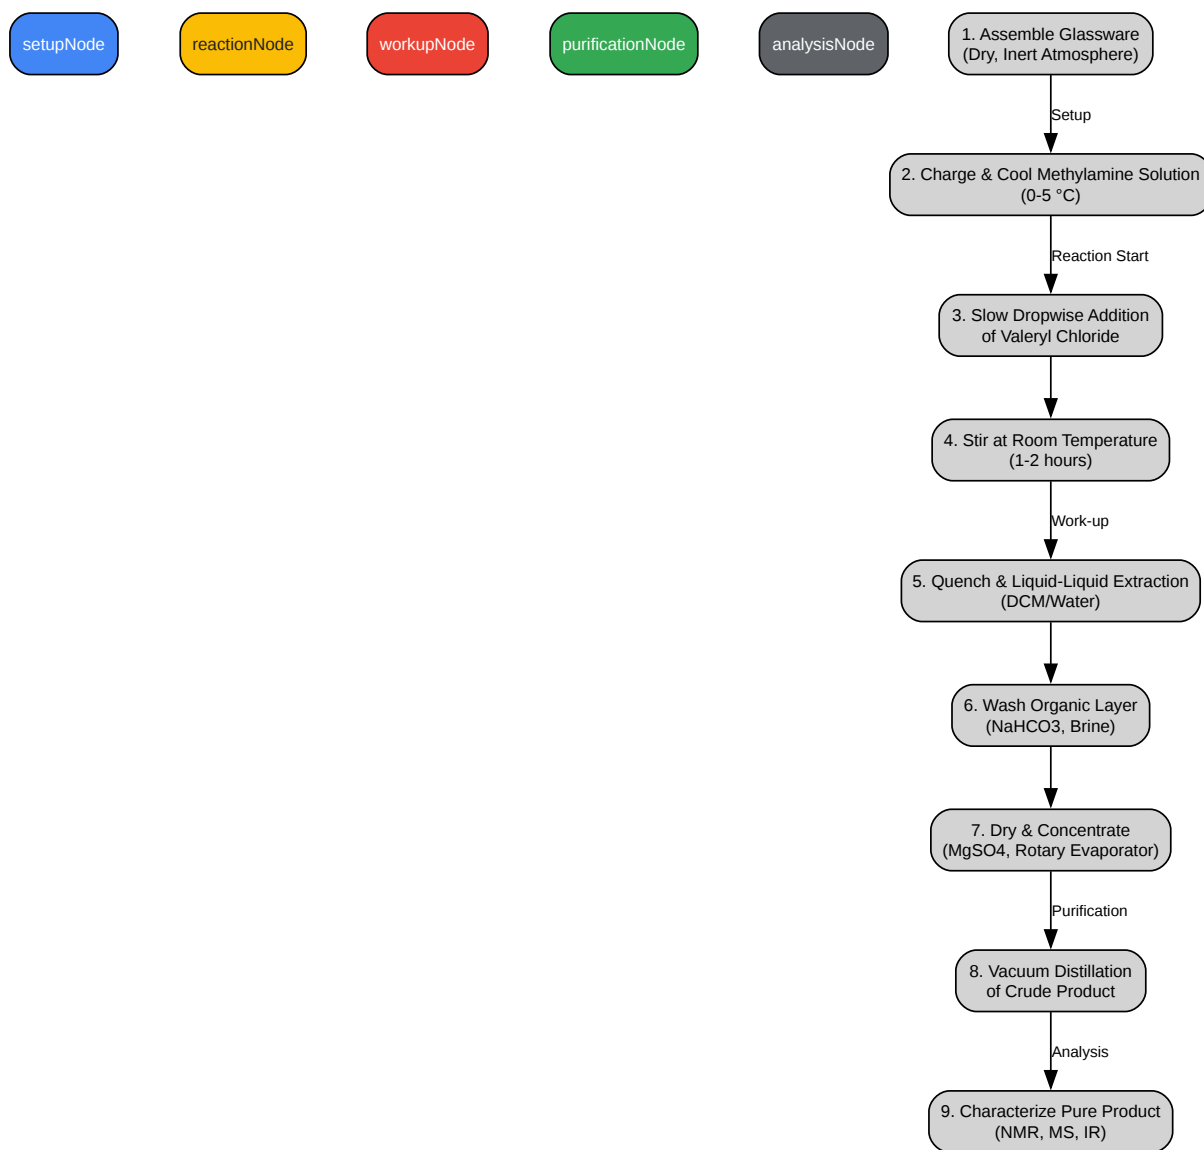 setupNode
reactionNode
workupNode
purificationNode
analysisNode
1. Assemble Glassware
(Dry, Inert Atmosphere)
Setup
2. Charge & Cool Methylamine Solution
(0-5 °C)
Reaction Start
3. Slow Dropwise Addition
of Valeryl Chloride
4. Stir at Room Temperature
(1-2 hours)
Work-up
5. Quench & Liquid-Liquid Extraction
(DCM/Water)
6. Wash Organic Layer
(NaHCO3, Brine)
7. Dry & Concentrate
(MgSO4, Rotary Evaporator)
Purification
8. Vacuum Distillation
of Crude Product
Analysis
9. Characterize Pure Product
(NMR, MS, IR)